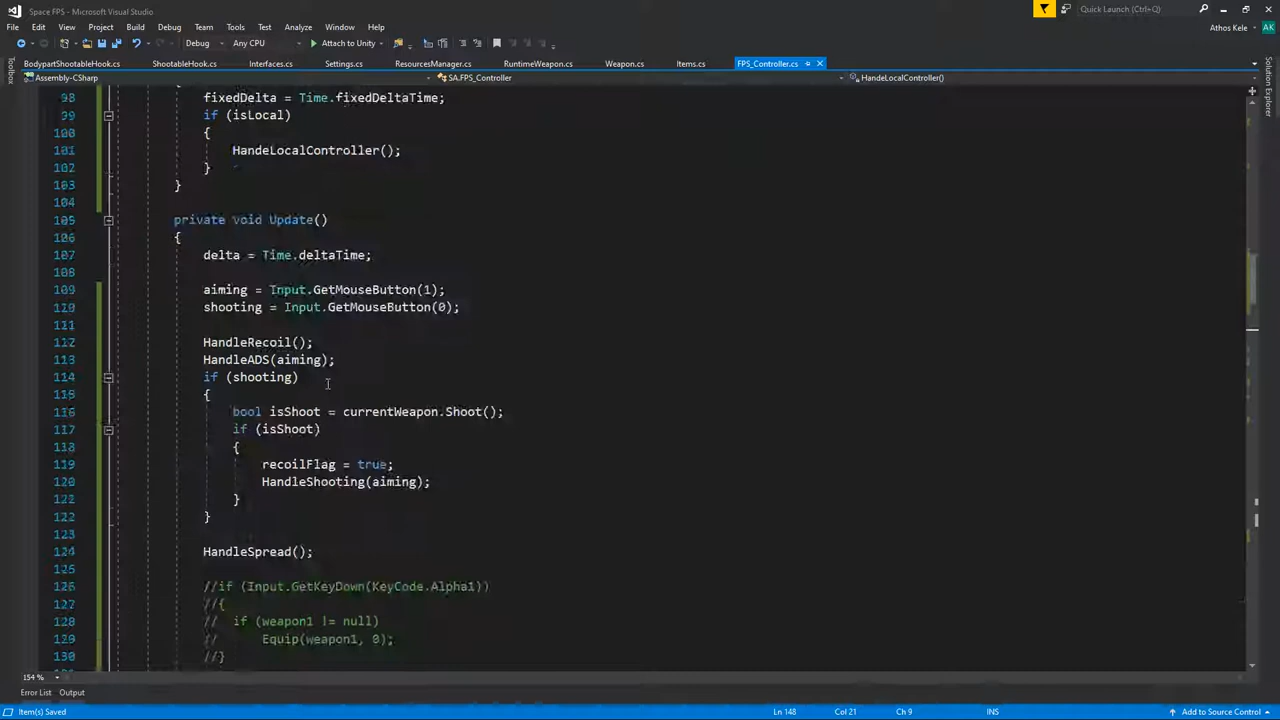 Space FPS - Microsoft Visual Studio
Quick Launch (Ctrl+Q)
File Edit View Project Build Debug Team Tools Test Analyze Window Help
Athos Kele AK
Debug Any CPU Attach to Unity
Toolbox
BodypartShootableHook.cs ShootableHook.cs Interfaces.cs Settings.cs ResourcesManager.cs RuntimeWeapon.cs Weapon.cs Items.cs FPS_Controller.cs
Solution Explorer
Assembly-CSharp SA.FPS_Controller HandeLocalController()
98 fixedDelta = Time.fixedDeltaTime;
99 if (isLocal)
100 {
101 HandeLocalController();
102 }
103 }
104
105 private void Update()
106 {
107 delta = Time.deltaTime;
108
109 aiming = Input.GetMouseButton(1);
110 shooting = Input.GetMouseButton(0);
111
112 HandleRecoil();
113 HandleADS(aiming);
114 if (shooting)
115 {
116 bool isShoot = currentWeapon.Shoot();
117 if (isShoot)
118 {
119 recoilFlag = true;
120 HandleShooting(aiming);
121 }
122 }
123
124 HandleSpread();
125
126 //if (Input.GetKeyDown(KeyCode.Alpha1))
127 //{
128 // if (weapon1 != null)
129 // Equip(weapon1, 0);
130 //}
154 %
Error List Output
Item(s) Saved Ln 148 Col 21 Ch 9 INS Add to Source Control